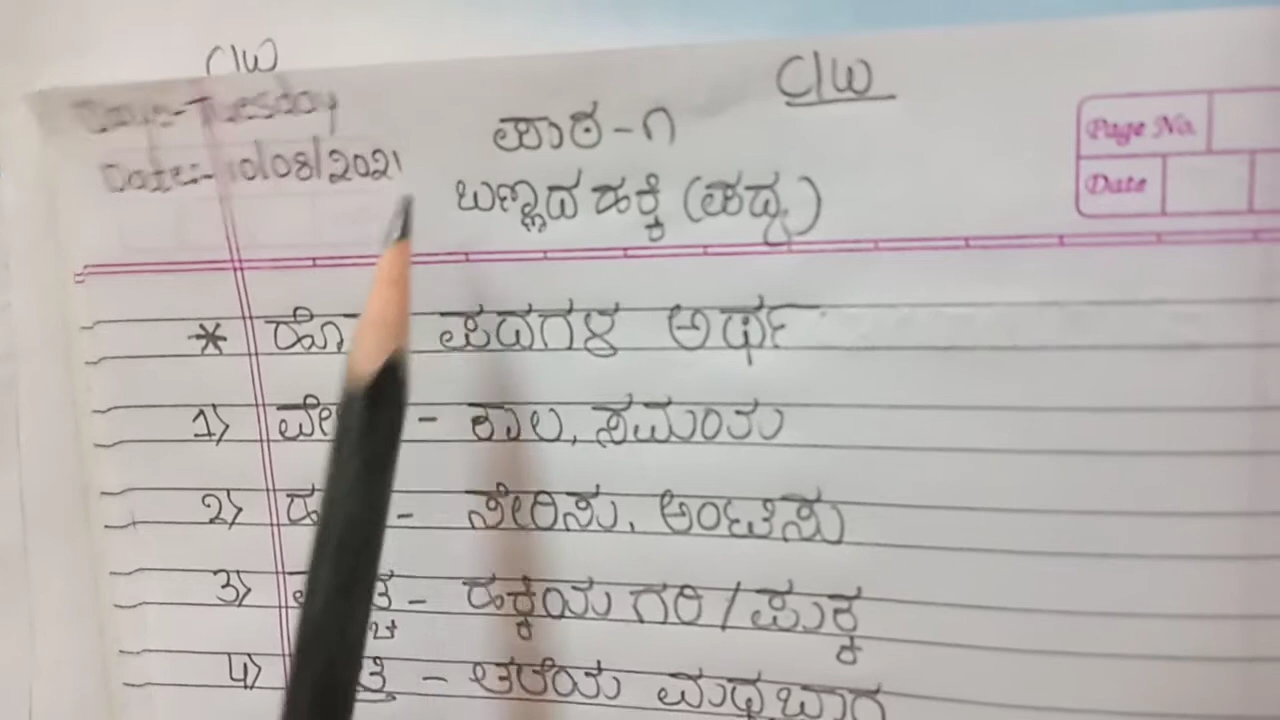 C/W
C/W
Day:-Tuesday
Date:-10/08/2021
ಪಾಠ-೧
ಬಣ್ಣದ ಹಕ್ಕಿ (ಪದ್ಯ)
Page No.
Date
* ಪದಗಳ ಅರ್ಥ
1) - ಕಾಲ, ಸಮಯ
2) - ಸೇರಿಸು, ಅಂಟಿಸು
3) - ಹಕ್ಕಿಯ ಗರಿ / ಪುಕ್ಕ
4) - ತಲೆಯ ಮಧ್ಯಭಾಗ